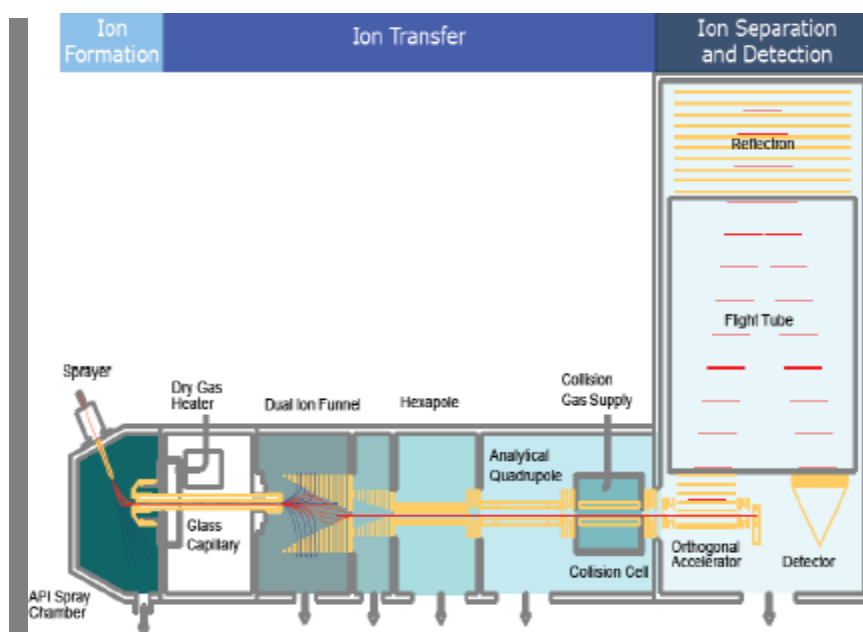 Ion
Formation
Ion Transfer
Ion Separation
and Detection
Reflectron
Flight Tube
Sprayer
Dry Gas
Heater
Dual Ion Funnel
Hexapole
Collision
Gas Supply
Analytical
Quadrupole
Glass
Capillary
Collision Cell
Orthogonal
Accelerator
Detector
API Spray
Chamber